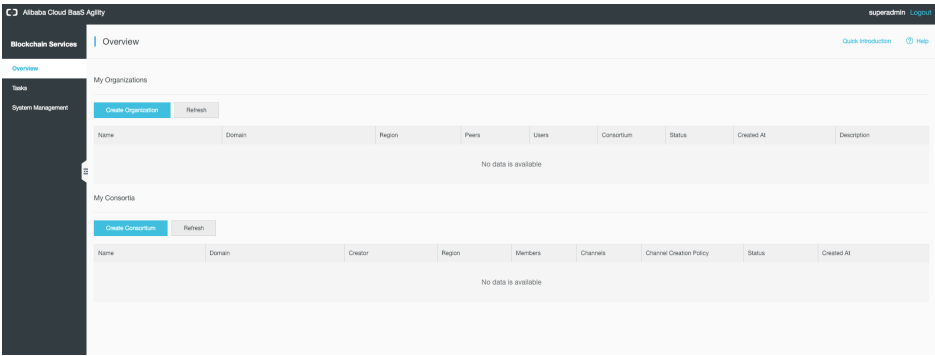 Alibaba Cloud BaaS Agility superadmin Logout
Blockchain Services
Overview
Quick Introduction
Help
Overview
Tasks
System Management
My Organizations
Create Organization Refresh
Name Domain Region Peers Users Consortium Status Created At Description
No data is available
My Consortia
Create Consortium Refresh
Name Domain Creator Region Members Channels Channel Creation Policy Status Created At
No data is available